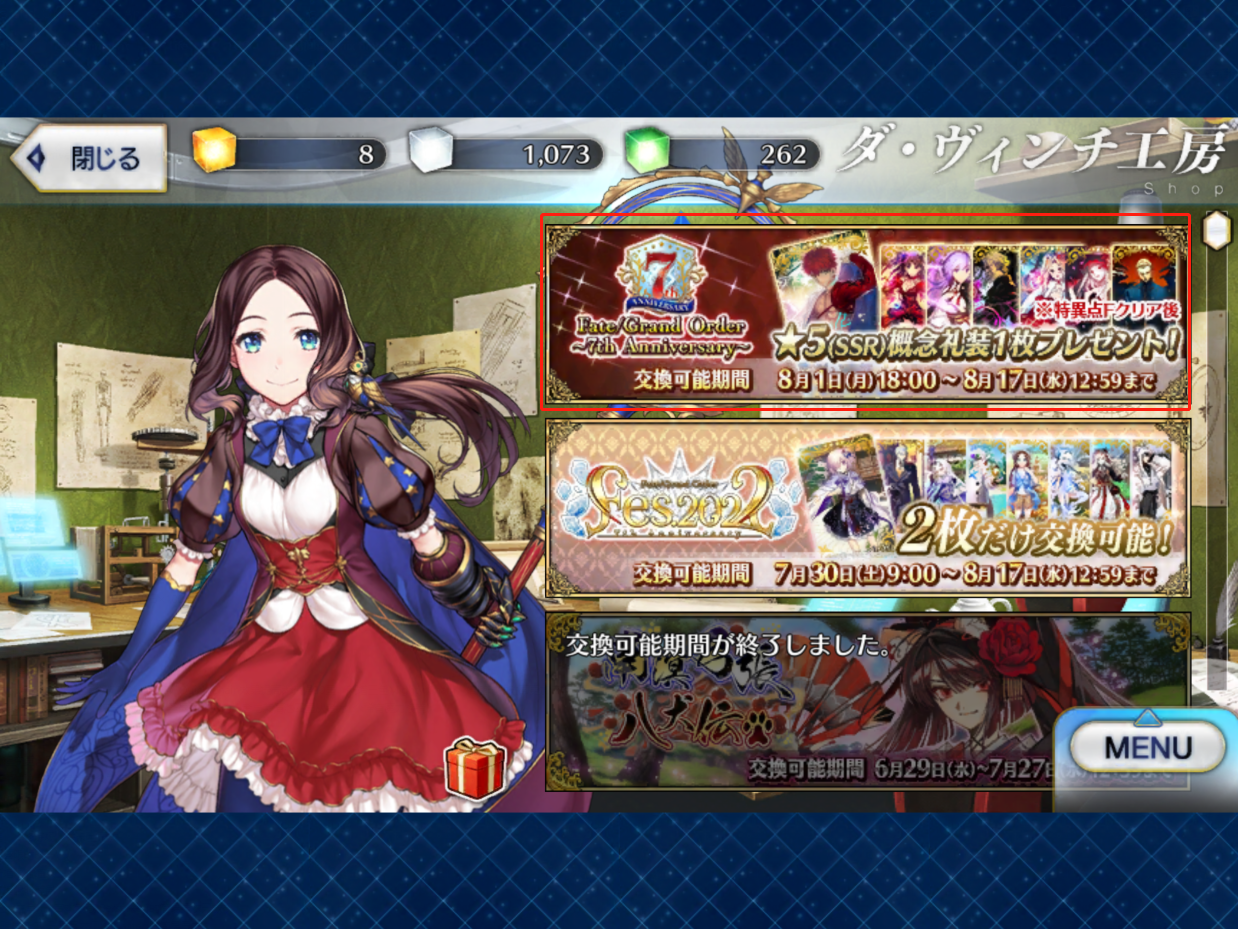 閉じる
8
1,073
262
ダ・ヴィンチ工房
Shop
7th
ANNIVERSARY
Fate/Grand Order
~7th Anniversary~
※特異点Fクリア後
★5(SSR)概念礼装1枚プレゼント!
交換可能期間 8月1日(月)18:00~8月17日(水)12:59まで
Fate/Grand Order
Fes.2022
7th Anniversary
2枚だけ交換可能!
交換可能期間 7月30日(土)9:00~8月17日(水)12:59まで
交換可能期間が終了しました。
南溟弓張
八犬伝
交換可能期間 6月29日(水)~7月27日(水)12:59まで
MENU